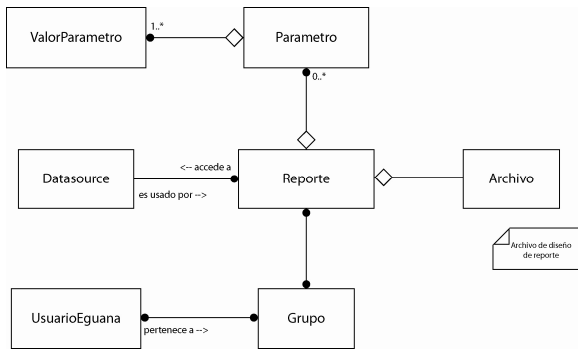 1..*
ValorParametro
Parametro
0..*
<-- accede a
Datasource
Reporte
Archivo
es usado por -->
Archivo de diseño
de reporte
UsuarioEguana
Grupo
pertenece a -->